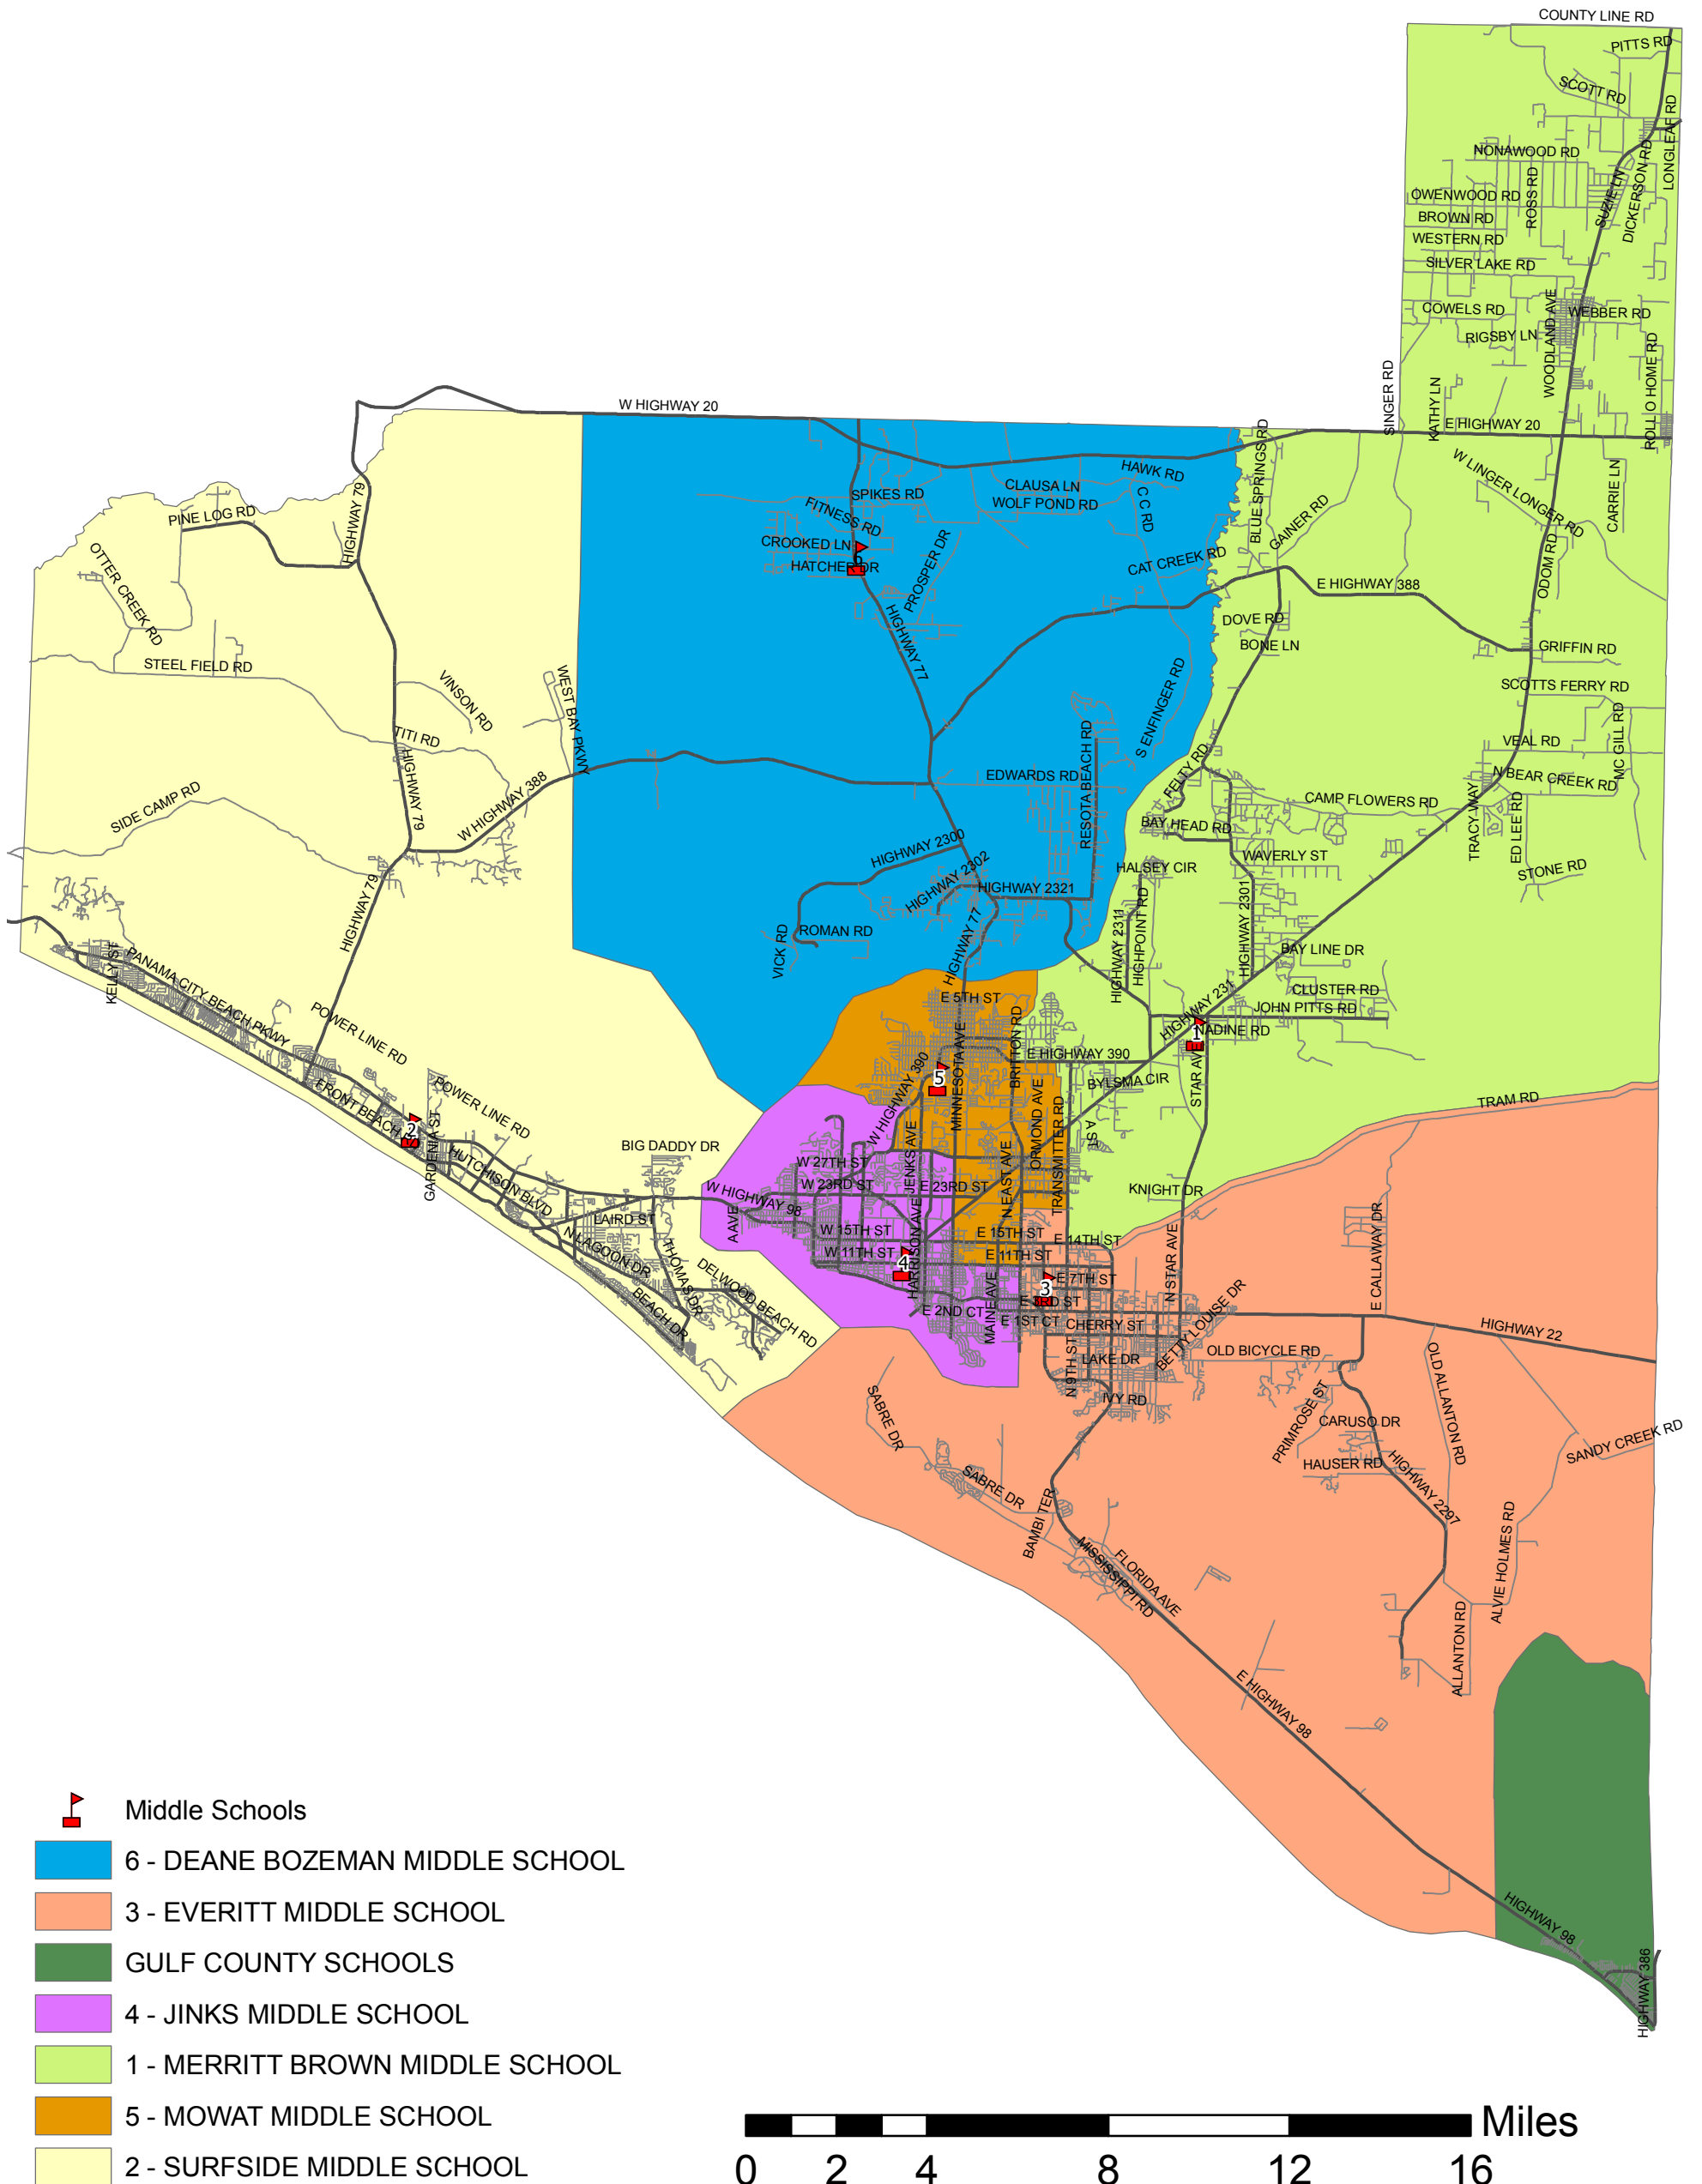 COUNTY LINE RD
PITTS RD
SCOTT RD
LONGLEAF RD
NONAWOOD RD
DICKERSON RD
SUZIE LN
ROSS RD
OWENWOOD RD
BROWN RD
WESTERN RD
SILVER LAKE RD
COWELS RD
WOODLAND AVE
WEBBER RD
RIGSBY LN
ROLLO HOME RD
SINGER RD
KATHY LN
W HIGHWAY 20
E HIGHWAY 20
BLUE SPRINGS RD
W LINGER LONGER RD
CARRIE LN
HAWK RD
CLAUSA LN
SPIKES RD
WOLF POND RD
C C RD
FITNESS RD
GAINER RD
PINE LOG RD
HIGHWAY 79
CROOKED LN
6
HATCHER DR
PROSPER DR
CAT CREEK RD
ODOM RD
OTTER CREEK RD
E HIGHWAY 388
DOVE RD
HIGHWAY 77
BONE LN
GRIFFIN RD
STEEL FIELD RD
VINSON RD
WEST BAY PKWY
S ENFINGER RD
SCOTTS FERRY RD
MC GILL RD
TITI RD
HIGHWAY 79
VEAL RD
RESOTA BEACH RD
FELTY RD
EDWARDS RD
N BEAR CREEK RD
SIDE CAMP RD
W HIGHWAY 388
CAMP FLOWERS RD
TRACY WAY
ED LEE RD
BAY HEAD RD
HIGHWAY 2300
WAVERLY ST
HIGHWAY 2302
HALSEY CIR
STONE RD
HIGHWAY 2321
HIGHWAY 79
HIGHWAY 2311
HIGHPOINT RD
HIGHWAY 2301
VICK RD
ROMAN RD
HIGHWAY 77
BAY LINE DR
KELLY ST
PANAMA CITY BEACH PKWY
E 5TH ST
HIGHWAY 231
CLUSTER RD
JOHN PITTS RD
1
NADINE RD
POWER LINE RD
MINNESOTA AVE
BRITTON RD
E HIGHWAY 390
W HIGHWAY 390
5
BYLSMA CIR
STAR AVE
FRONT BEACH
POWER LINE RD
ORMOND AVE
TRANSMITTER RD
TRAM RD
2
GARDENIA ST
A ST
BIG DADDY DR
HUTCHISON BLVD
JENKS AVE
N EAST AVE
W 27TH ST
W 23RD ST
E 23RD ST
KNIGHT DR
W HIGHWAY 98
A AVE
LAIRD ST
HARRISON AVE
W 15TH ST
E 15TH ST
E 14TH ST
W 11TH ST
E 11TH ST
N LAGOON DR
THOMAS DR
DELWOOD BEACH RD
4
N STAR AVE
E CALLAWAY DR
E 7TH ST
3
E 3RD ST
BEACH DR
E 2ND CT
MAINE AVE
E 1ST CT
CHERRY ST
BETTY LOUISE DR
HIGHWAY 22
N 9TH ST
LAKE DR
OLD BICYCLE RD
OLD ALLANTON RD
IVY RD
SABRE DR
PRIMROSE ST
CARUSO DR
SANDY CREEK RD
HAUSER RD
HIGHWAY 2297
SABRE DR
BAMBI TER
ALVIE HOLMES RD
MISSISSIPPI RD
FLORIDA AVE
ALLANTON RD
E HIGHWAY 98
HIGHWAY 98
HIGHWAY 386
Middle Schools
6 - DEANE BOZEMAN MIDDLE SCHOOL
3 - EVERITT MIDDLE SCHOOL
GULF COUNTY SCHOOLS
4 - JINKS MIDDLE SCHOOL
1 - MERRITT BROWN MIDDLE SCHOOL
5 - MOWAT MIDDLE SCHOOL
2 - SURFSIDE MIDDLE SCHOOL
Miles
0 2 4 8 12 16